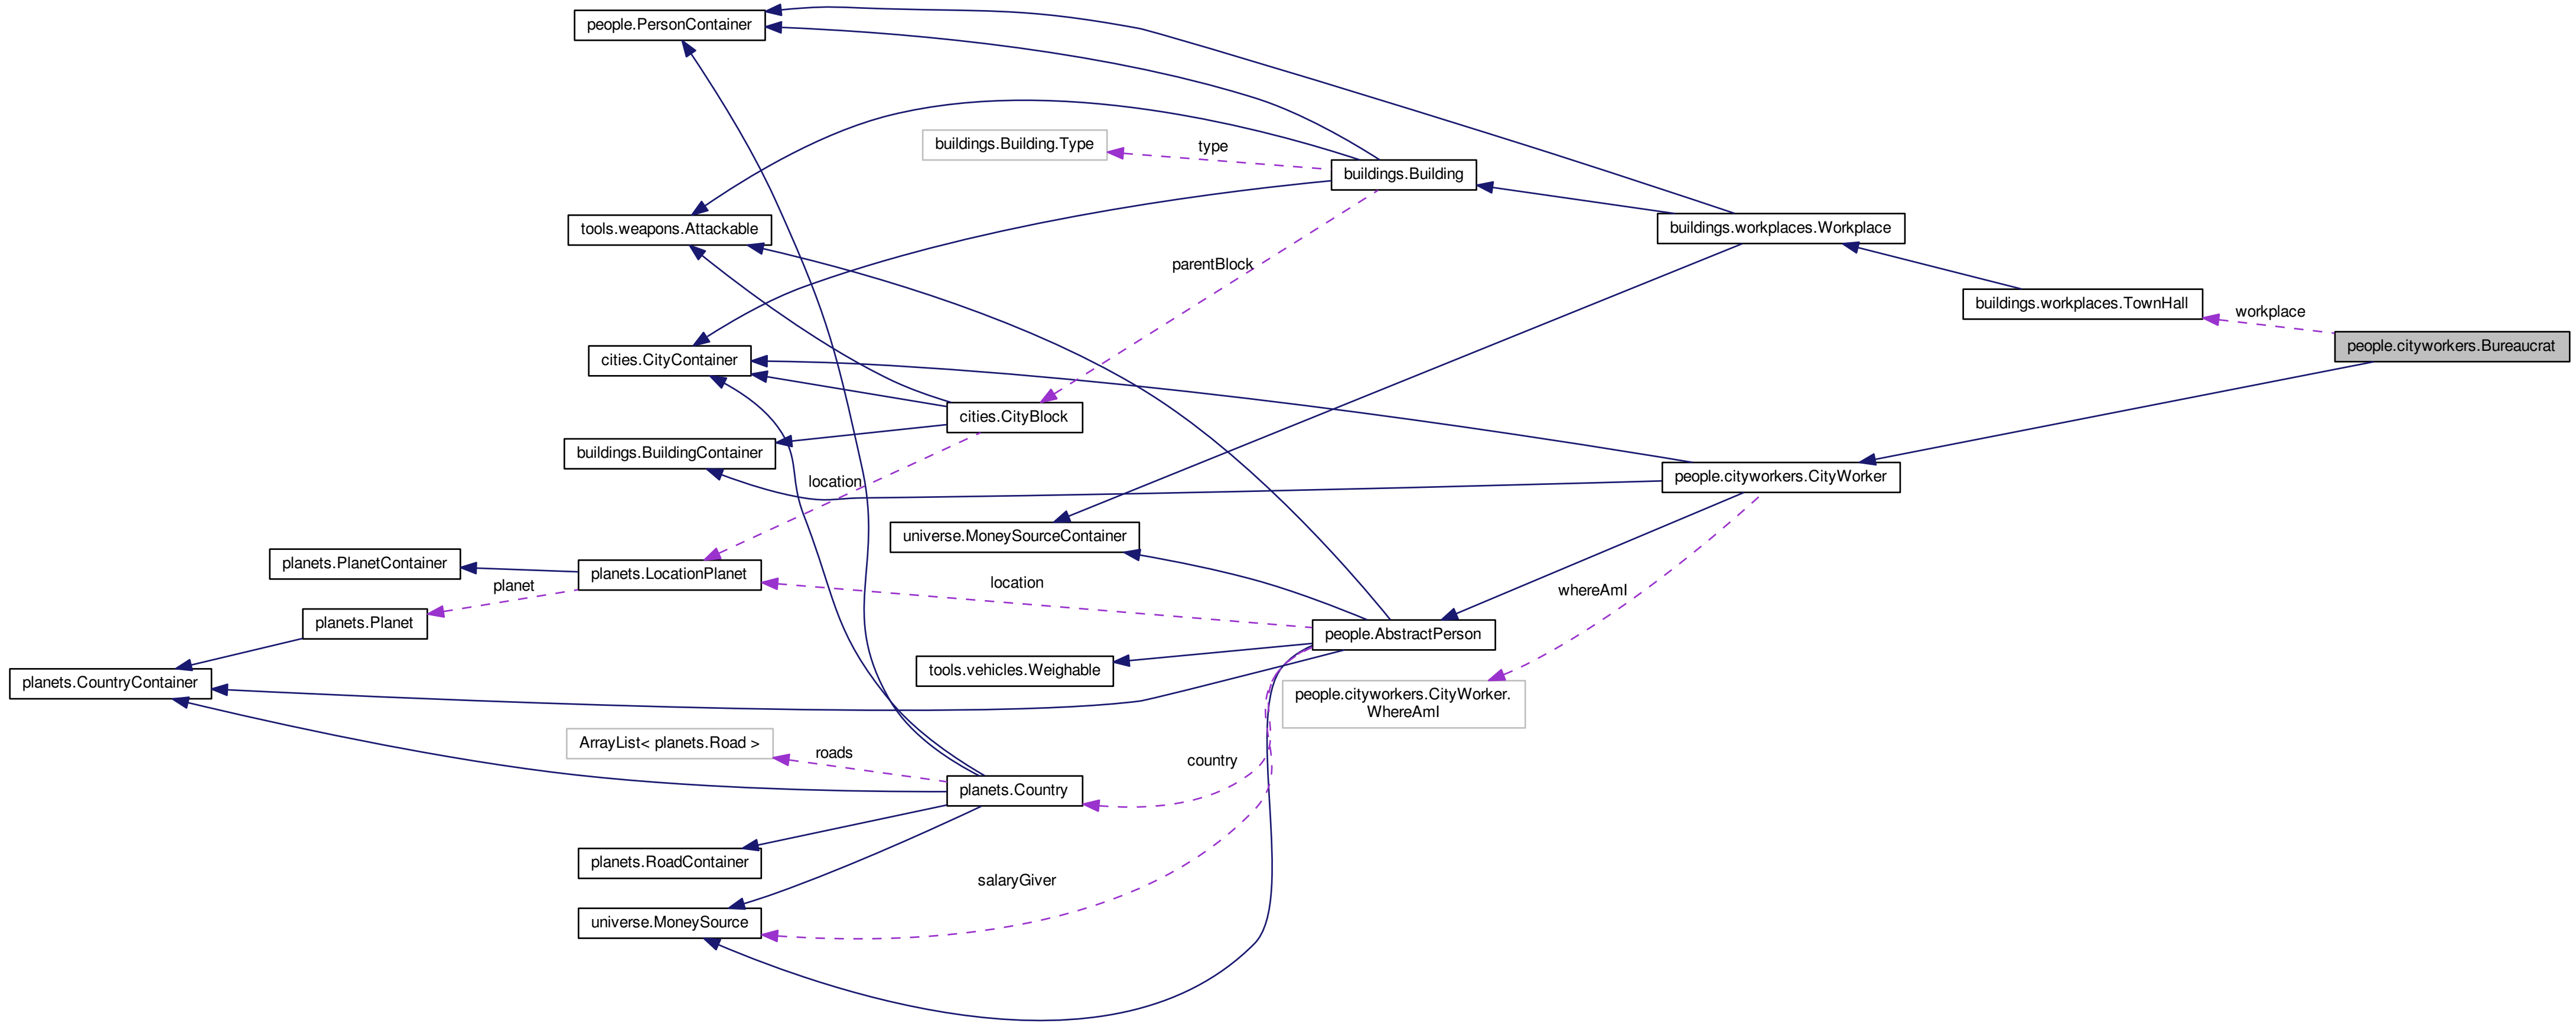 people.PersonContainer
buildings.Building.Type
type
buildings.Building
tools.weapons.Attackable
buildings.workplaces.Workplace
parentBlock
buildings.workplaces.TownHall
workplace
people.cityworkers.Bureaucrat
cities.CityContainer
cities.CityBlock
buildings.BuildingContainer
location
people.cityworkers.CityWorker
universe.MoneySourceContainer
planets.PlanetContainer
planets.LocationPlanet
planet
location
whereAmI
planets.Planet
people.AbstractPerson
tools.vehicles.Weighable
planets.CountryContainer
people.cityworkers.CityWorker.
WhereAmI
ArrayList< planets.Road >
roads
country
planets.Country
planets.RoadContainer
salaryGiver
universe.MoneySource